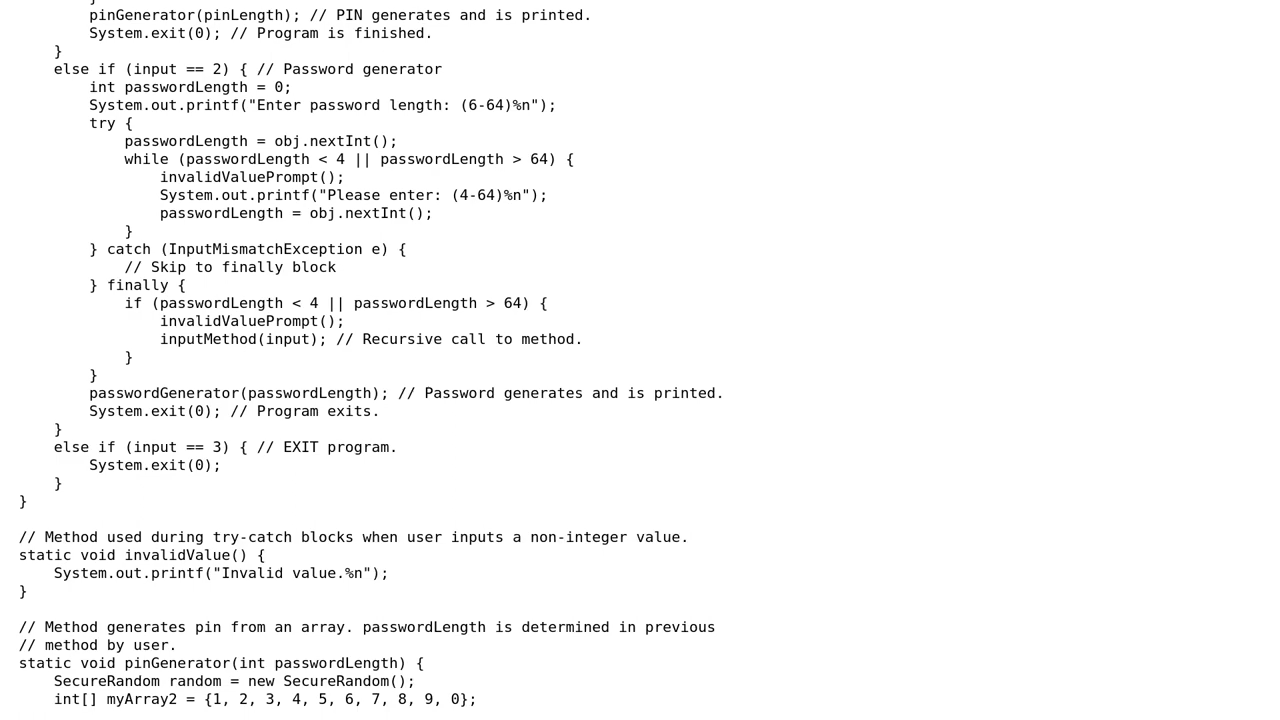 }
        pinGenerator(pinLength); // PIN generates and is printed.
        System.exit(0); // Program is finished.
    }
    else if (input == 2) { // Password generator
        int passwordLength = 0;
        System.out.printf("Enter password length: (6-64)%n");
        try {
            passwordLength = obj.nextInt();
            while (passwordLength < 4 || passwordLength > 64) {
                invalidValuePrompt();
                System.out.printf("Please enter: (4-64)%n");
                passwordLength = obj.nextInt();
            }
        } catch (InputMismatchException e) {
            // Skip to finally block
        } finally {
            if (passwordLength < 4 || passwordLength > 64) {
                invalidValuePrompt();
                inputMethod(input); // Recursive call to method.
            }
        }
        passwordGenerator(passwordLength); // Password generates and is printed.
        System.exit(0); // Program exits.
    }
    else if (input == 3) { // EXIT program.
        System.exit(0);
    }
}

// Method used during try-catch blocks when user inputs a non-integer value.
static void invalidValue() {
    System.out.printf("Invalid value.%n");
}

// Method generates pin from an array. passwordLength is determined in previous
// method by user.
static void pinGenerator(int passwordLength) {
    SecureRandom random = new SecureRandom();
    int[] myArray2 = {1, 2, 3, 4, 5, 6, 7, 8, 9, 0};